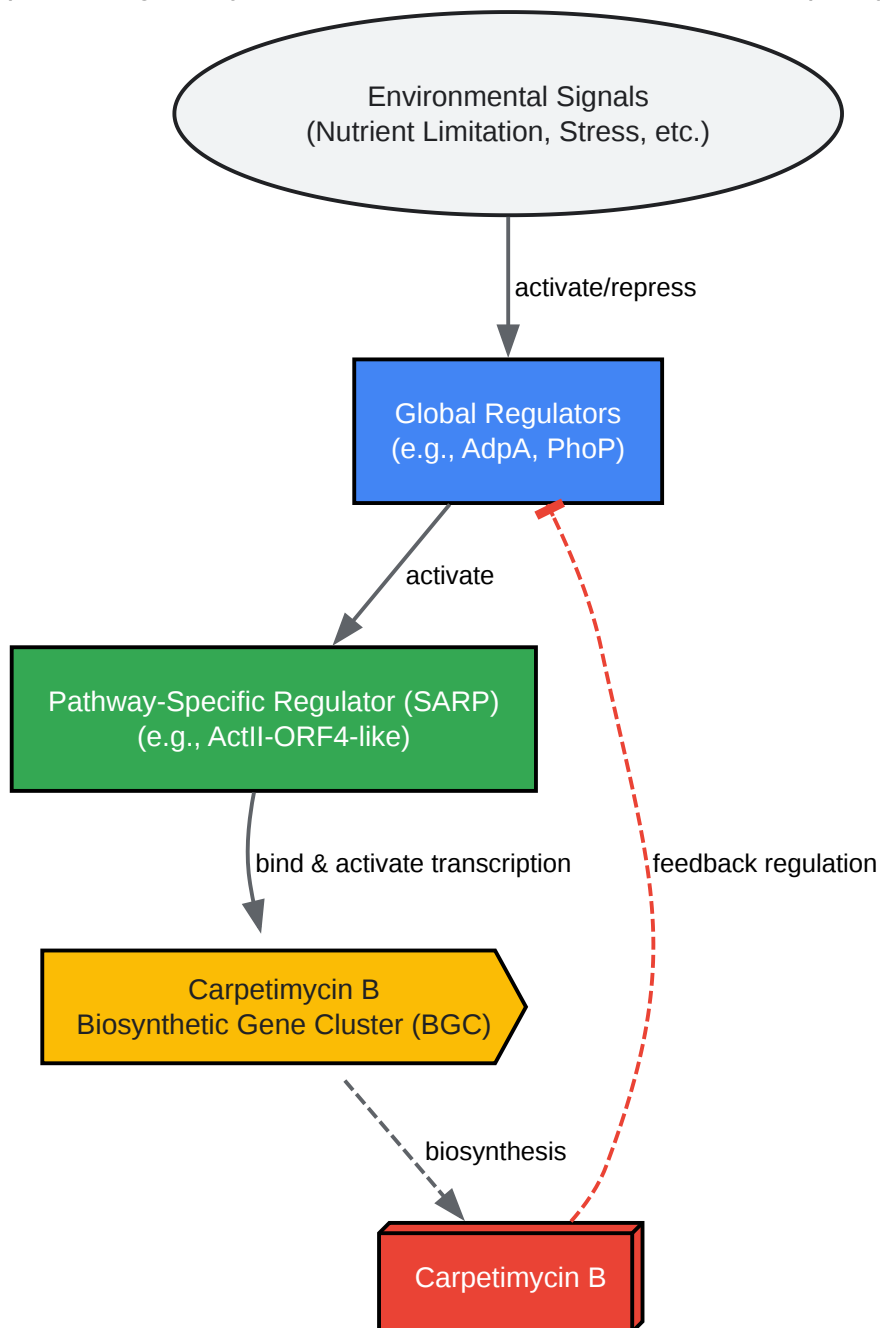 Environmental Signals
(Nutrient Limitation, Stress, etc.)
activate/repress
Global Regulators
(e.g., AdpA, PhoP)
activate
Pathway-Specific Regulator (SARP)
(e.g., ActII-ORF4-like)
bind & activate transcription
feedback regulation
Carpetimycin B
Biosynthetic Gene Cluster (BGC)
biosynthesis
Carpetimycin B